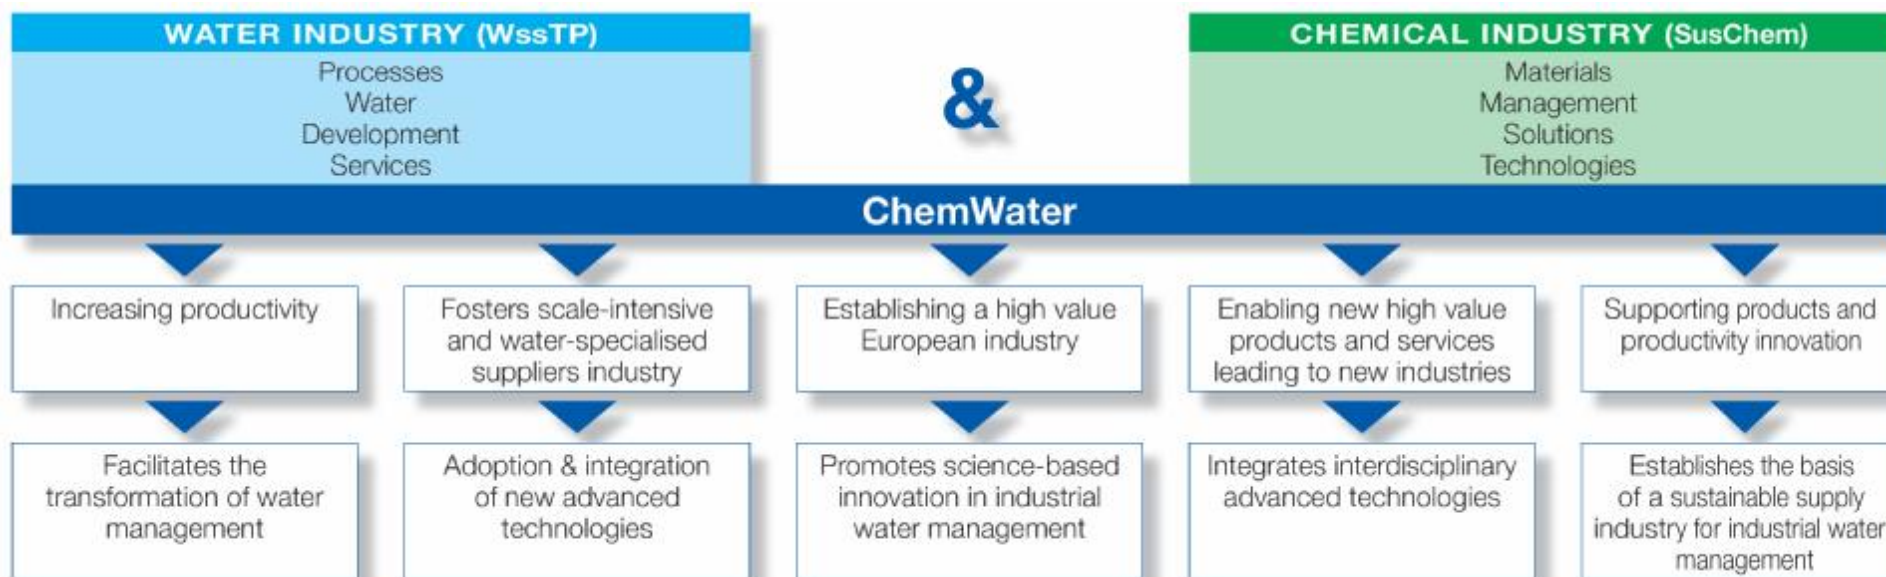 WATER INDUSTRY (WssTP)
Processes
Water
Development
Services
&
CHEMICAL INDUSTRY (SusChem)
Materials
Management
Solutions
Technologies
ChemWater
Increasing productivity
Fosters scale-intensive
and water-specialised
suppliers industry
Establishing a high value
European industry
Enabling new high value
products and services
leading to new industries
Supporting products and
productivity innovation
Facilitates the
transformation of water
management
Adoption & integration
of new advanced
technologies
Promotes science-based
innovation in industrial
water management
Integrates interdisciplinary
advanced technologies
Establishes the basis
of a sustainable supply
industry for industrial water
management